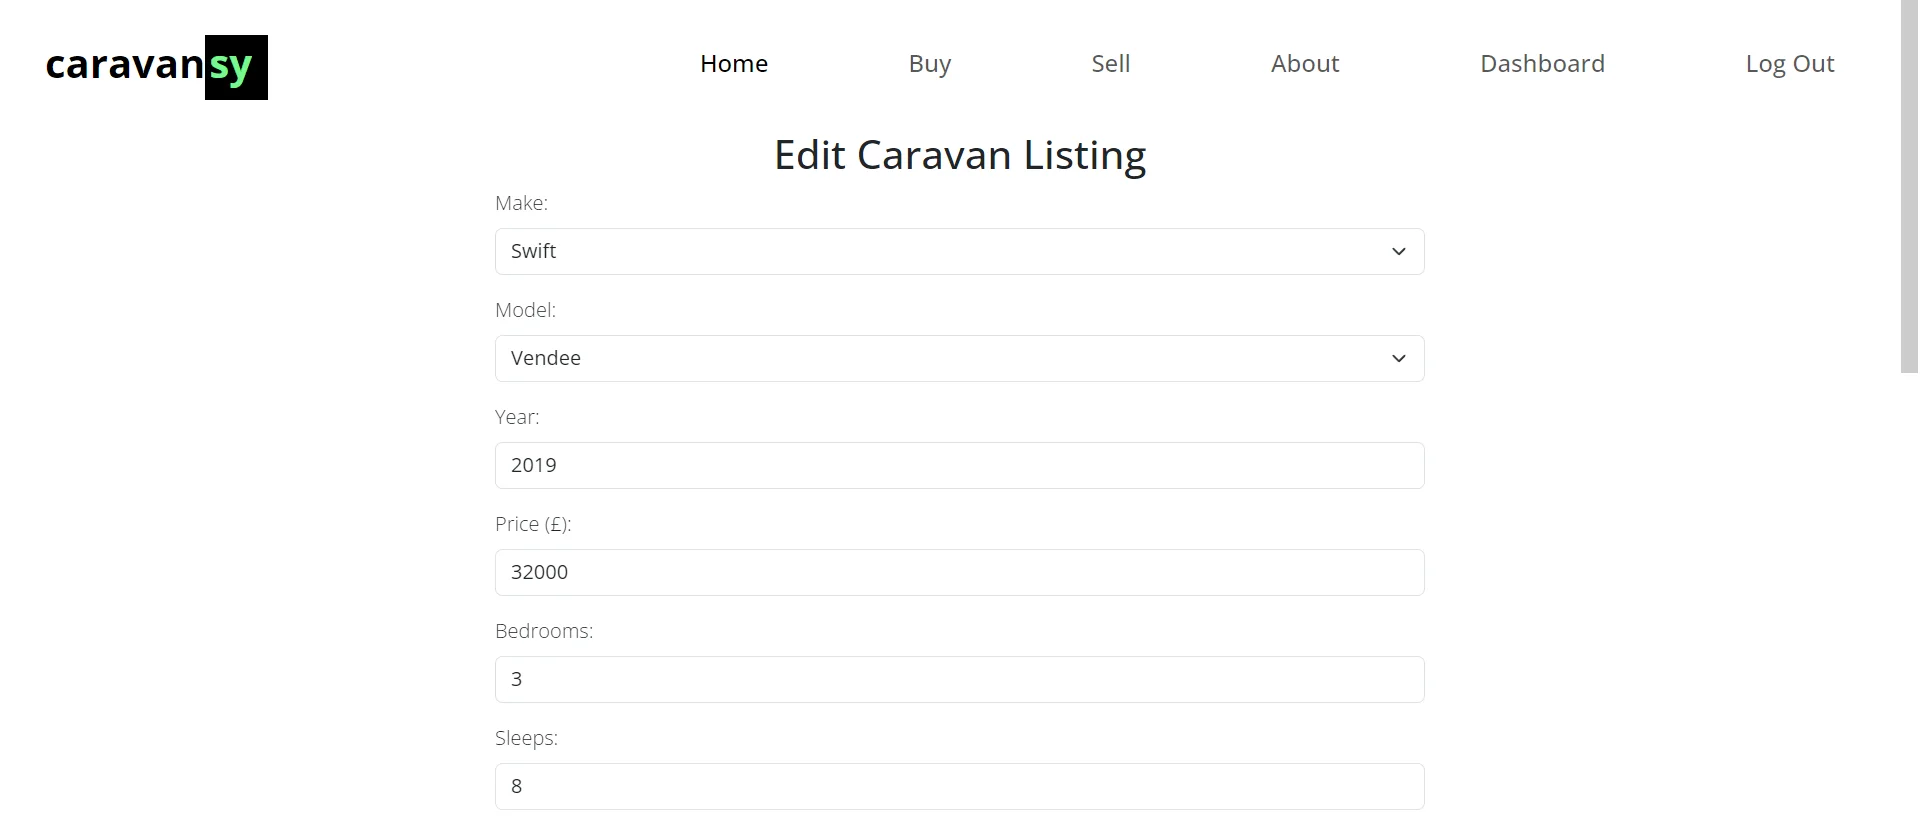 caravansy Home Buy Sell About Dashboard Log Out
Edit Caravan Listing
Make:
Swift
Model:
Vendee
Year:
2019
Price (£):
32000
Bedrooms:
3
Sleeps:
8